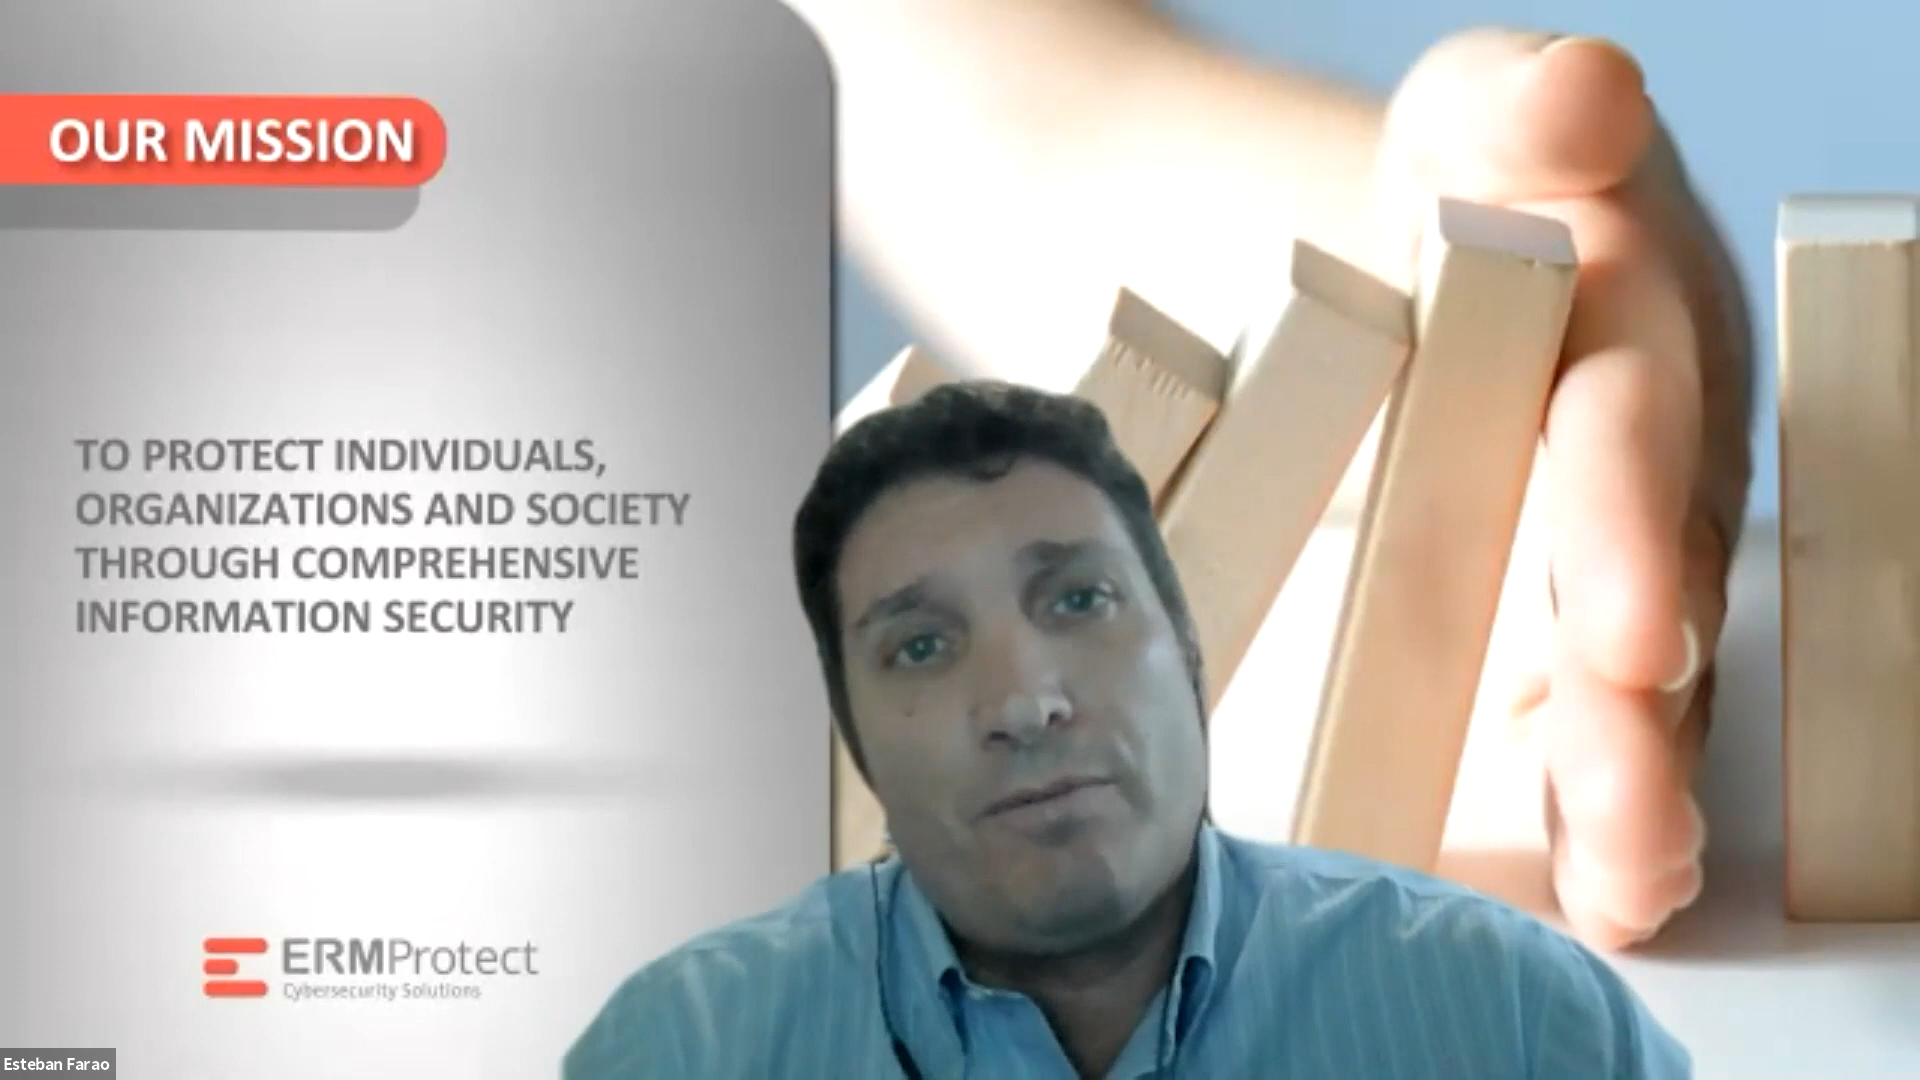 OUR MISSION
TO PROTECT INDIVIDUALS,
ORGANIZATIONS AND SOCIETY
THROUGH COMPREHENSIVE
INFORMATION SECURITY
ERMProtect
Cybersecurity Solutions
Esteban Farao